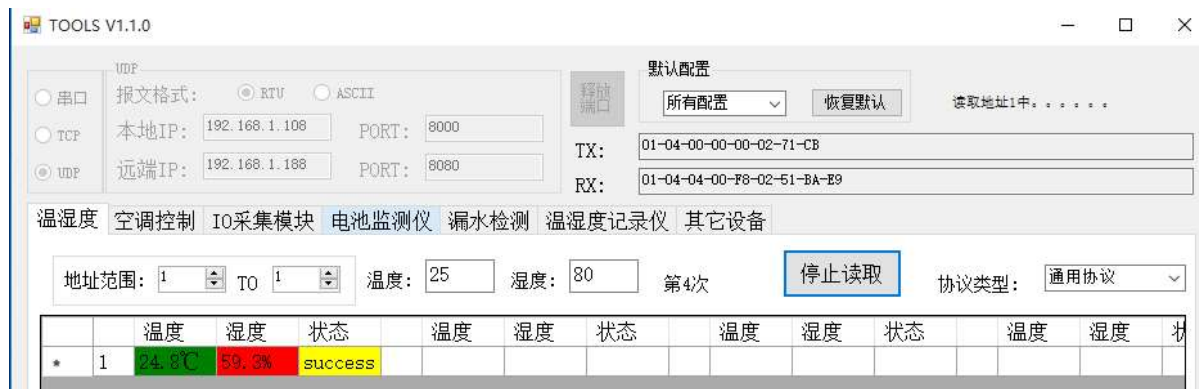 TOOLS V1.1.0
UDP
默认配置
串口
报文格式: RTU ASCII
释放端口
所有配置
恢复默认
读取地址1中。。。。。。
TCP
本地IP: 192.168.1.108 PORT: 8000
TX: 01-04-00-00-00-02-71-CB
UDP
远端IP: 192.168.1.188 PORT: 8080
RX: 01-04-04-00-F8-02-51-BA-E9
温湿度 空调控制 IO采集模块 电池监测仪 漏水检测 温湿度记录仪 其它设备
地址范围: 1 TO 1 温度: 25 湿度: 80 第4次 停止读取 协议类型: 通用协议
温度 湿度 状态 温度 湿度 状态 温度 湿度 状态 温度 湿度
* 1 24.8℃ 59.3% success